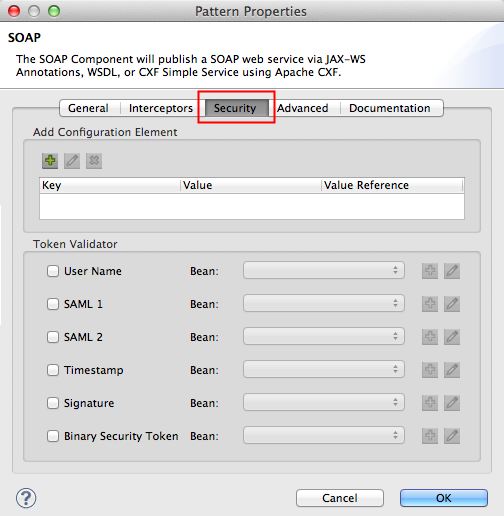 Pattern Properties
SOAP
The SOAP Component will publish a SOAP web service via JAX-WS
Annotations, WSDL, or CXF Simple Service using Apache CXF.
General Interceptors Security Advanced Documentation
Add Configuration Element
Key Value Value Reference
Token Validator
User Name Bean:
SAML 1 Bean:
SAML 2 Bean:
Timestamp Bean:
Signature Bean:
Binary Security Token Bean:
? Cancel OK